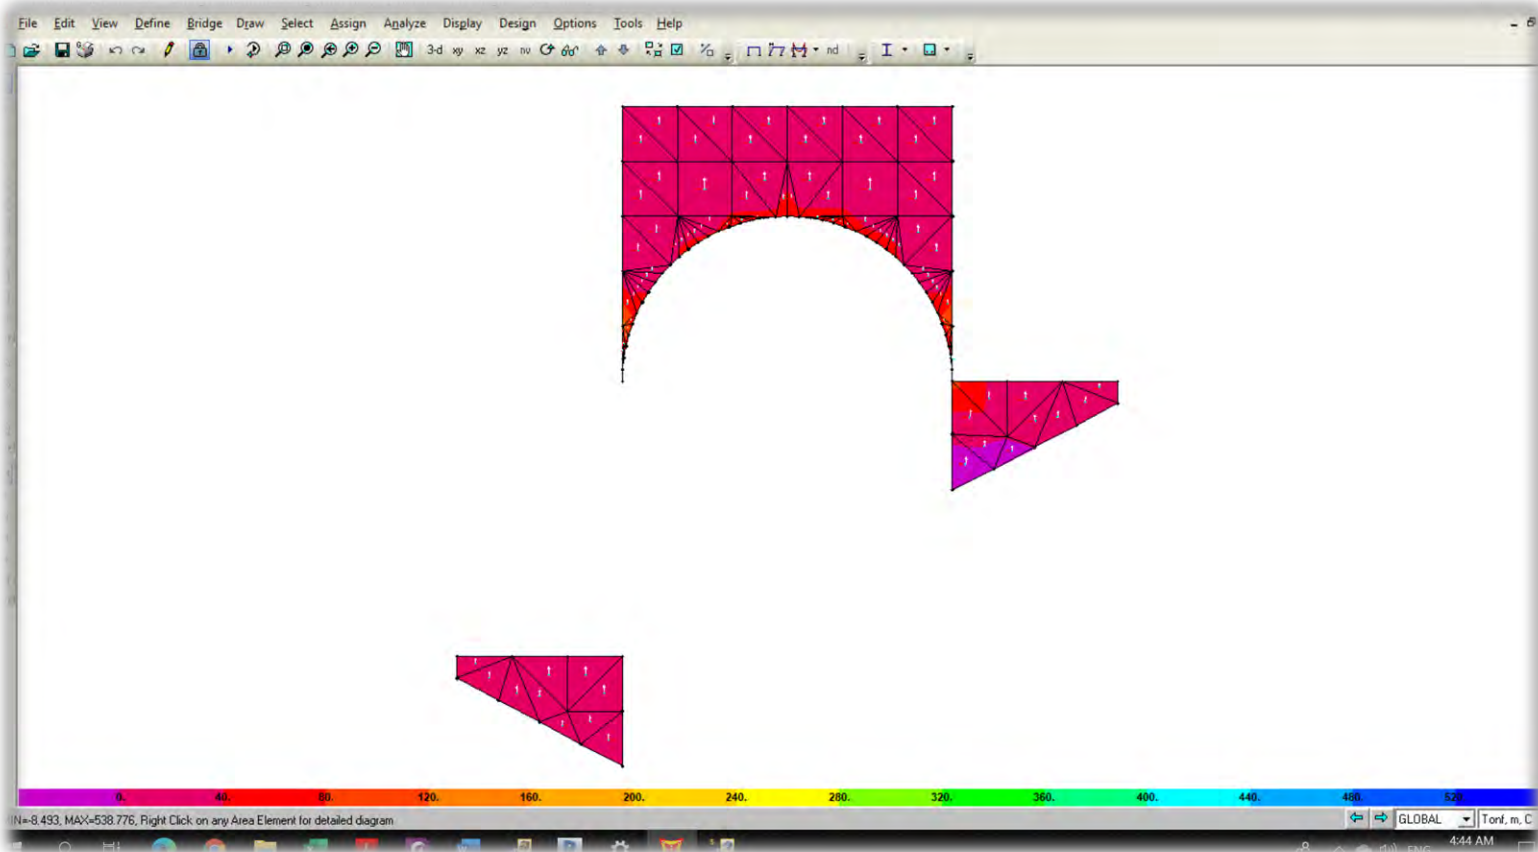 File Edit View Define Bridge Draw Select Assign Analyze Display Design Options Tools Help
3-d xy xz yz nv nd
0. 40. 80. 120. 160. 200. 240. 280. 320. 360. 400. 440. 480. 520
IN=-8.493, MAX=538.776, Right Click on any Area Element for detailed diagram GLOBAL Tonf, m, C
ENG 4:44 AM